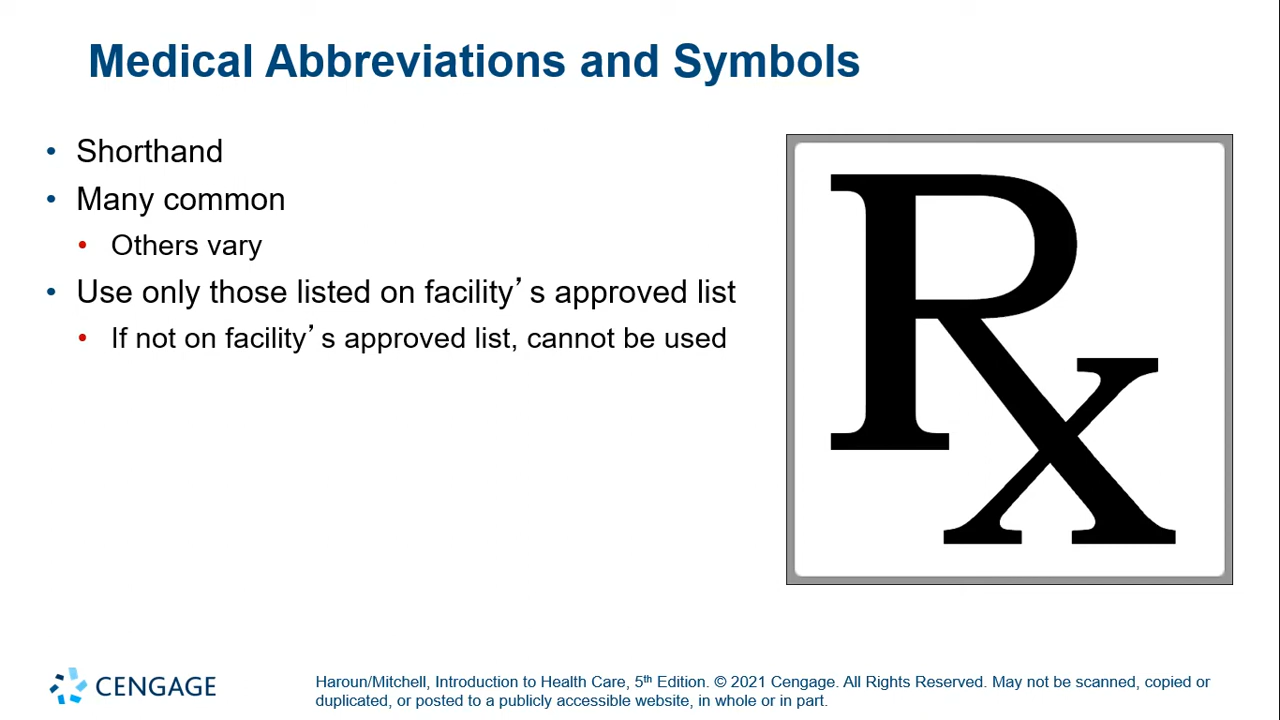 Medical Abbreviations and Symbols
• Shorthand
• Many common
• Others vary
• Use only those listed on facility’s approved list
• If not on facility’s approved list, cannot be used
Rx
CENGAGE
Haroun/Mitchell, Introduction to Health Care, 5th Edition. © 2021 Cengage. All Rights Reserved. May not be scanned, copied or
duplicated, or posted to a publicly accessible website, in whole or in part.